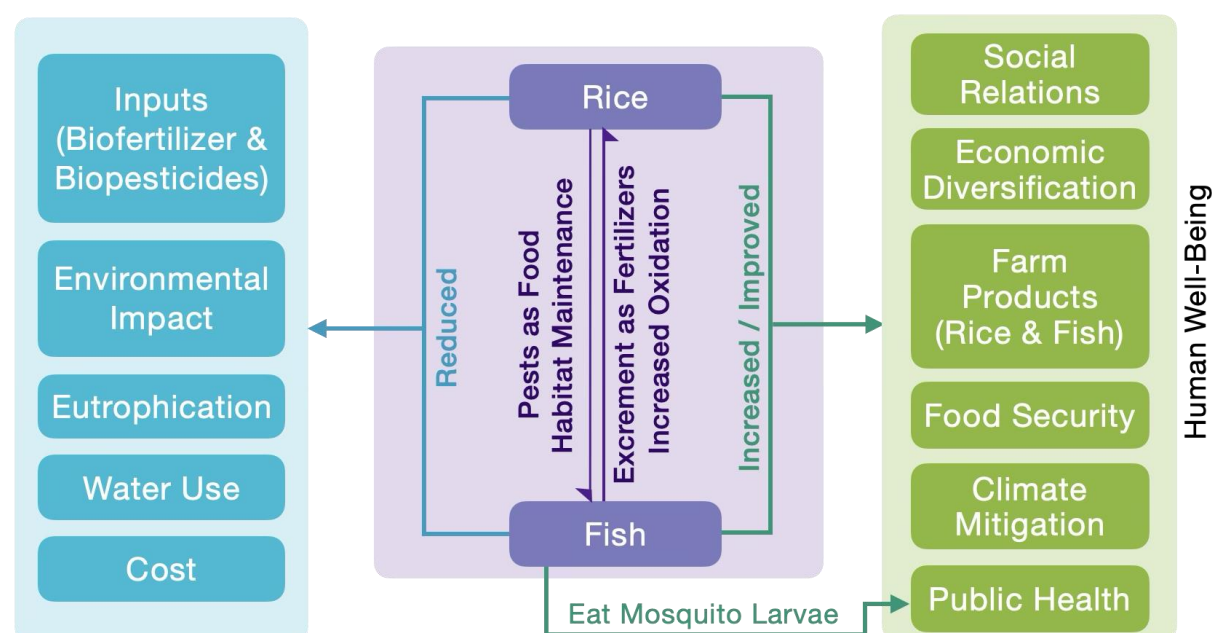 Inputs
(Biofertilizer &
Biopesticides)
Environmental
Impact
Eutrophication
Water Use
Cost
Reduced
Rice
Pests as Food
Habitat Maintenance
Excrement as Fertilizers
Increased Oxidation
Fish
Increased / Improved
Eat Mosquito Larvae
Social
Relations
Economic
Diversification
Farm
Products
(Rice & Fish)
Food Security
Climate
Mitigation
Public Health
Human Well-Being